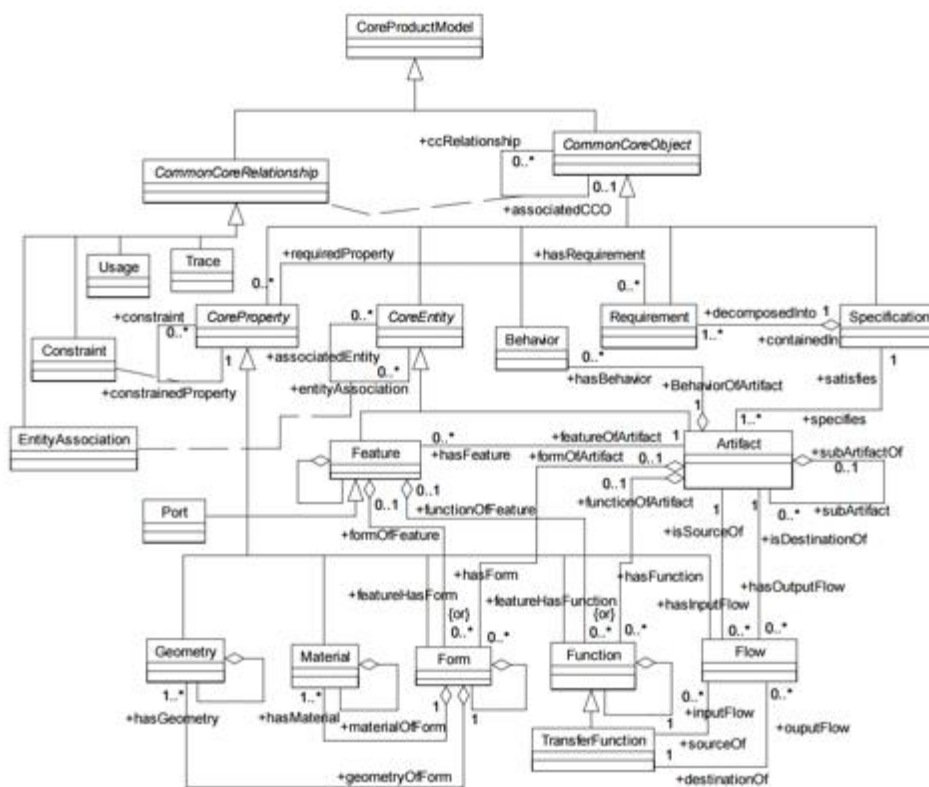 CoreProductModel
+ccRelationship
CommonCoreObject
0..*
CommonCoreRelationship
0..1
+associatedCCO
+requiredProperty
+hasRequirement
Usage
Trace
0..*
0..*
+constraint
0..*
CoreProperty
0..*
CoreEntity
Behavior
Requirement
+decomposedInto
1
Specification
1..*
+containedIn
Constraint
1
+associatedEntity
0..*
0..*
1
+constrainedProperty
+entityAssociation
+hasBehavior
+BehaviorOfArtifact
+satisfies
1
1..*
+specifies
EntityAssociation
Feature
0..*
+featureOfArtifact
1
Artifact
+hasFeature
+formOfArtifact
0..1
+subArtifactOf
0..1
0..1
0..1
0..1
+functionOfArtifact
1
1
0..*
+subArtifact
Port
+functionOfFeature
+isSourceOf
+isDestinationOf
+formOfFeature
+hasForm
+hasFunction
+hasOutputFlow
+featureHasForm
+featureHasFunction
+hasInputFlow
{or}
{or}
0..*
0..*
0..*
0..*
0..*
0..*
Geometry
Material
Form
Function
Flow
1..*
1..*
0..*
0..*
+hasGeometry
+hasMaterial
+materialOfForm
1
1
1
+inputFlow
+ouputFlow
TransferFunction
1
+sourceOf
1
+geometryOfForm
+destinationOf